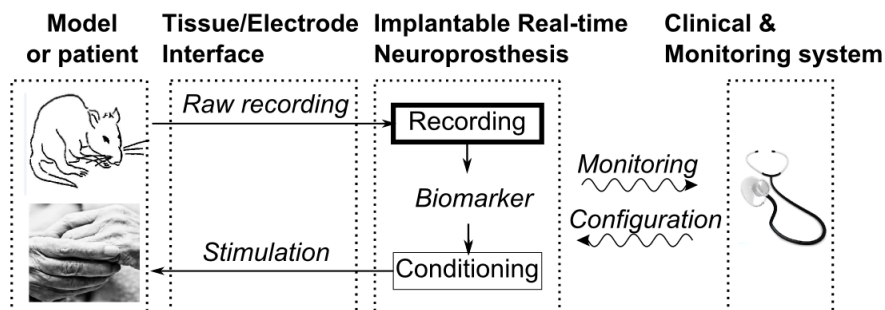 Model
or patient
Tissue/Electrode
Interface
Implantable Real-time
Neuroprosthesis
Clinical &
Monitoring system
Raw recording
Recording
Biomarker
Monitoring
Configuration
Stimulation
Conditioning